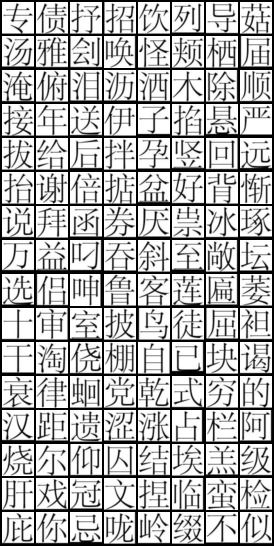 专债抒招饮列导菇
汤雅刽唤怪颊栖届
淹俯泪沥洒木除顺
接年送伊子掐悬严
拔给后拌孕竖回远
抬谢倍掂盆好背惭
说拜函券厌祟冰琢
万益叼吞斜至敞坛
选侣呻鲁客莲扁萎
十审室披鸟徒屈袒
干淘侥棚自已块谒
哀律蛔党乾式穷的
汉距遗涩涨占栏阿
烧尔仰囚结埃羔级
肝戏冠文捏临蛮检
庇你忌咙岭缀不似